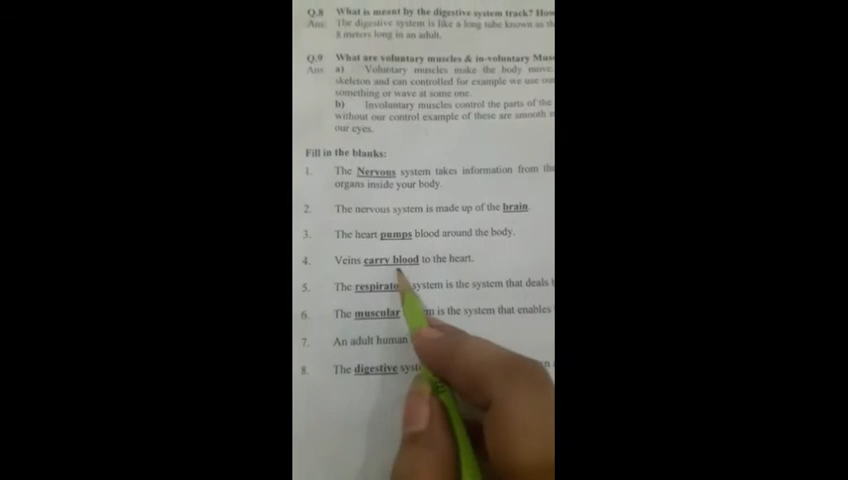 Q.8 What is meant by the digestive system track? How
Ans: The digestive system is like a long tube known as
8 meters long in an adult.
Q.9 What are voluntary muscles & in-voluntary
Ans a) Voluntary muscles make the body move.
skeleton and can controlled for example we use our
something or wave at some one.
b) Involuntary muscles control the parts of the
without our control example of these are smooth
our eyes.
Fill in the blanks:
1. The Nervous system takes information from the
organs inside your body.
2. The nervous system is made up of the brain.
3. The heart pumps blood around the body.
4. Veins carry blood to the heart.
5. The system is the system that deals
6. The muscular is the system that enables
7. An adult human
8. The digestive